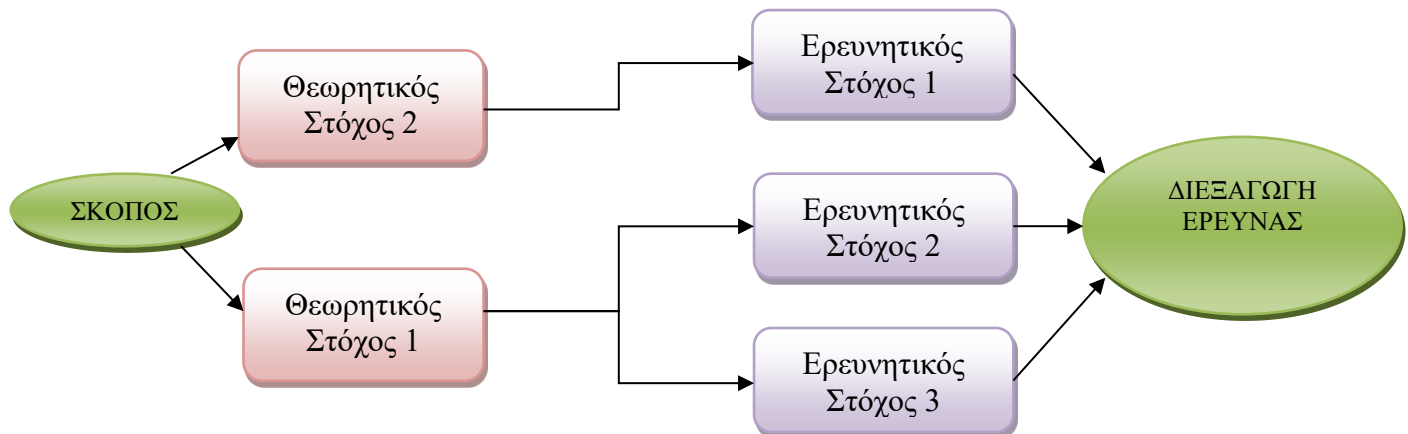 ΣΚΟΠΟΣ
Θεωρητικός
Στόχος 2
Θεωρητικός
Στόχος 1
Ερευνητικός
Στόχος 1
Ερευνητικός
Στόχος 2
Ερευνητικός
Στόχος 3
ΔΙΕΞΑΓΩΓΗ
ΕΡΕΥΝΑΣ